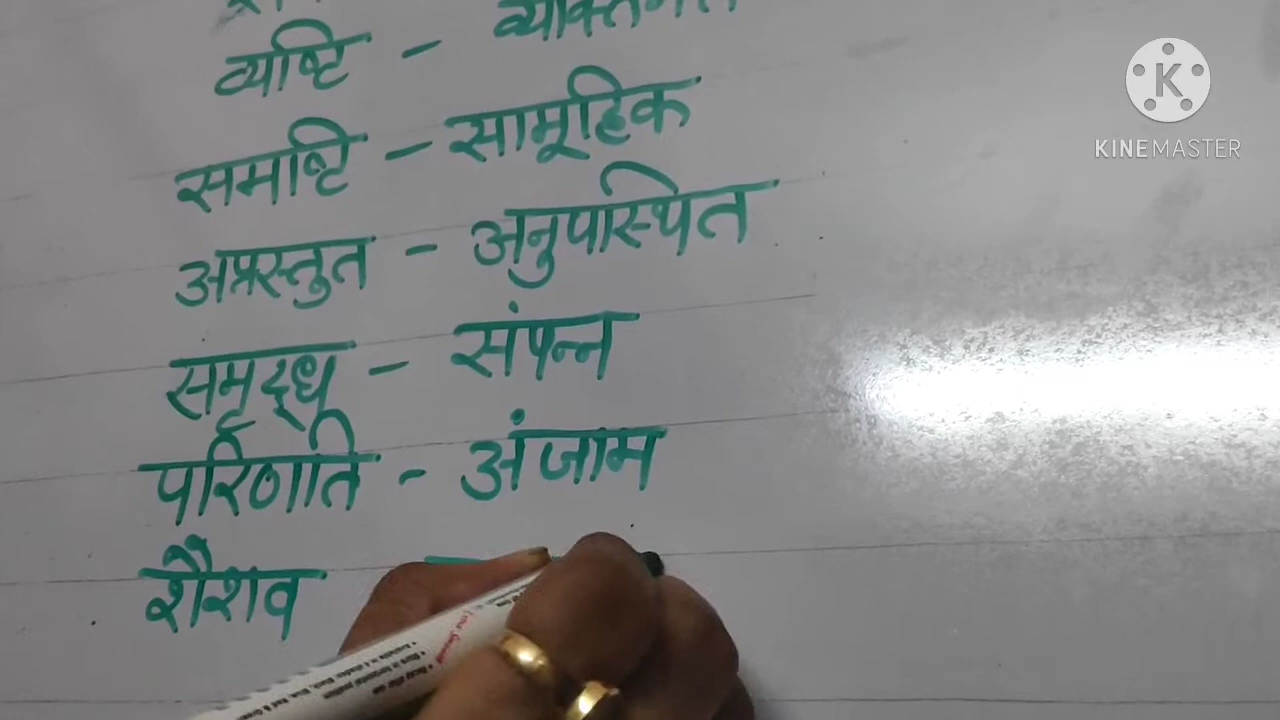 व्यष्टि - व्यक्तिगत
समष्टि - सामूहिक
अप्रस्तुत - अनुपस्थित
समृद्ध - संपन्न
परिणति - अंजाम
शैशव
K
KINEMASTER